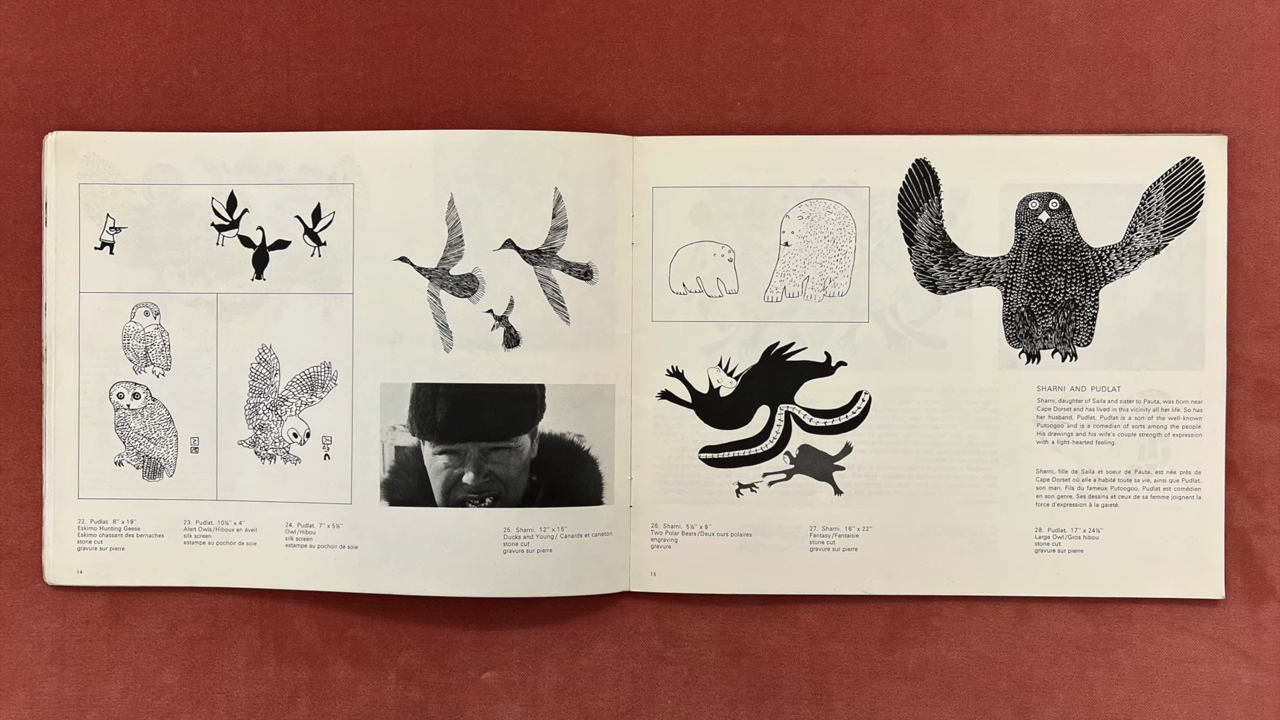 22. Pudlat. 8" x 18".
Eskimo Hunting Geese
Eskimo chassant des bernaches
stone cut
gravure sur pierre
23. Pudlat. 10½" x 4"
Alert Owls/Hiboux en éveil
silk screen
estampe au pochoir de soie
24. Pudlat. 7" x 5½"
Owl/Hibou
silk screen
estampe au pochoir de soie
25. Sharni. 12" x 15"
Ducks and Young/ Canards et caneton
stone cut
gravure sur pierre
14
26. Sharni. 5½" x 9"
Two Polar Bears/Deux ours polaires
engraving
gravure
27. Sharni. 16" x 22"
Fantasy/Fantaisie
stone cut
gravure sur pierre
SHARNI AND PUDLAT
Sharni, daughter of Saila and sister to Pauta, was born near
Cape Dorset and has lived in this vicinity all her life. So has
her husband, Pudlat. Pudlat is a son of the well-known
Putoogoo and is a comedian of sorts among the people.
His drawings and his wife's couple strength of expression
with a light-hearted feeling.
Sharni, fille de Saila et soeur de Pauta, est née près de
Cape Dorset où elle a habité toute sa vie, ainsi que Pudlat,
son mari. Fils du fameux Putoogoo, Pudlat est comédien
en son genre. Ses dessins et ceux de sa femme joignent la
force d'expression à la gaieté.
28. Pudlat. 17" x 24¼"
Large Owl/Gros hibou
stone cut
gravure sur pierre
15